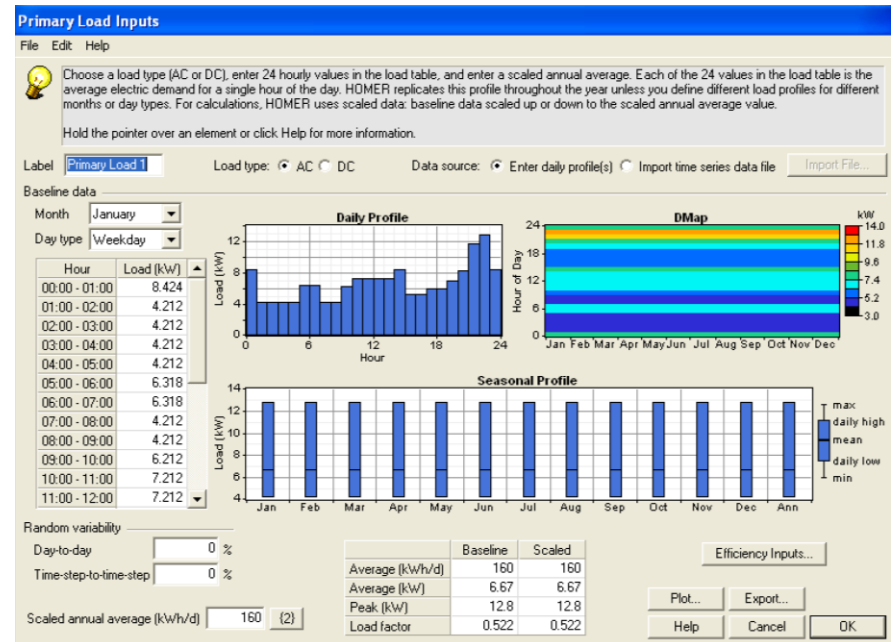 Primary Load Inputs
File Edit Help
Choose a load type (AC or DC), enter 24 hourly values in the load table, and enter a scaled annual average. Each of the 24 values in the load table is the
average electric demand for a single hour of the day. HOMER replicates this profile throughout the year unless you define different load profiles for different
months or day types. For calculations, HOMER uses scaled data: baseline data scaled up or down to the scaled annual average value.
Hold the pointer over an element or click Help for more information.
Label Primary Load 1 Load type: AC DC Data source: Enter daily profile(s) Import time series data file Import File...
Baseline data
Month January
Day type Weekday
Hour Load (kW)
00:00 - 01:00 8.424
01:00 - 02:00 4.212
02:00 - 03:00 4.212
03:00 - 04:00 4.212
04:00 - 05:00 4.212
05:00 - 06:00 6.318
06:00 - 07:00 6.318
07:00 - 08:00 4.212
08:00 - 09:00 4.212
09:00 - 10:00 6.212
10:00 - 11:00 7.212
11:00 - 12:00 7.212
Daily Profile
Load (kW)
12
8
4
0
0 6 12 18 24
Hour
DMap
Hour of Day
24
18
12
6
0
Jan Feb Mar Apr May Jun Jul Aug Sep Oct Nov Dec
kW
14.0
11.8
9.6
7.4
5.2
3.0
Seasonal Profile
Load (kW)
14
12
10
8
6
4
Jan Feb Mar Apr May Jun Jul Aug Sep Oct Nov Dec Ann
max
daily high
mean
daily low
min
Random variability
Day-to-day 0 %
Time-step-to-time-step 0 %
Scaled annual average (kWh/d) 160 {2}
Baseline Scaled
Average (kWh/d) 160 160
Average (kW) 6.67 6.67
Peak (kW) 12.8 12.8
Load factor 0.522 0.522
Efficiency Inputs...
Plot... Export...
Help Cancel OK